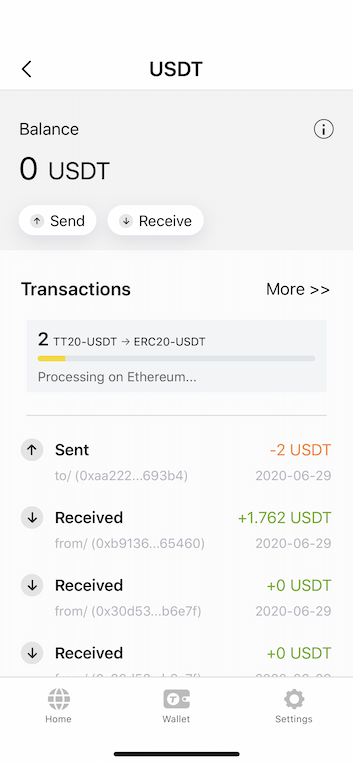 USDT
Balance
0 USDT
Send
Receive
Transactions
More >>
2 TT20-USDT → ERC20-USDT
Processing on Ethereum...
Sent
-2 USDT
to/ (0xaa222...693b4)
2020-06-29
Received
+1.762 USDT
from/ (0xb9136...65460)
2020-06-29
Received
+0 USDT
from/ (0x30d53...b6e7f)
2020-06-29
Received
+0 USDT
Home
Wallet
Settings